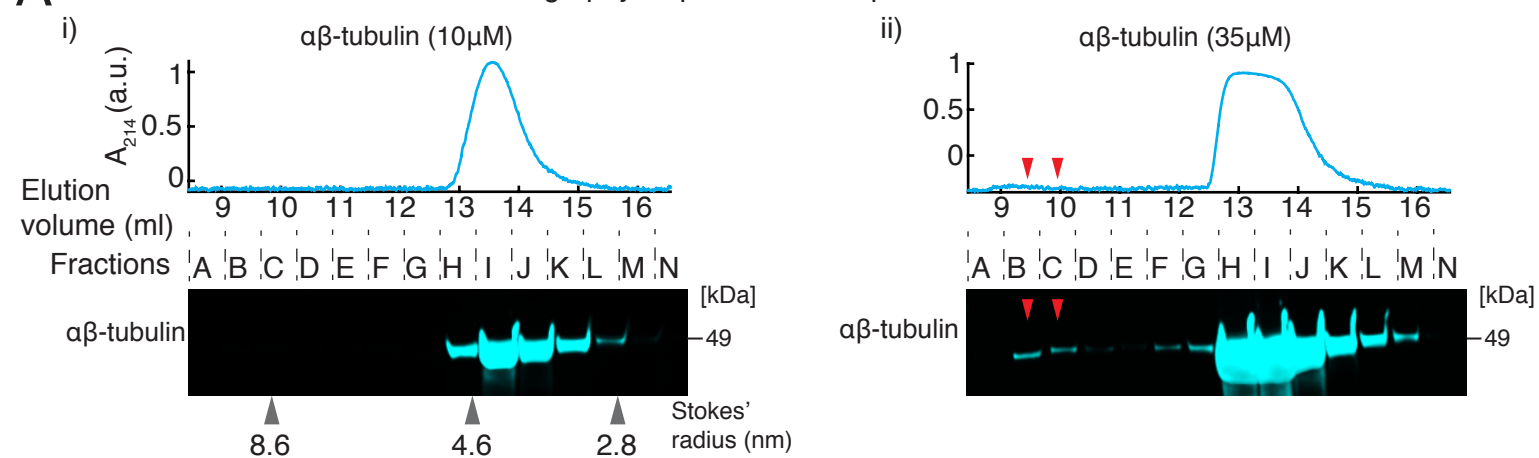 i)
αβ-tubulin (10μM)
A214 (a.u.)
1
0.5
0
Elution
volume (ml)
9 10 11 12 13 14 15 16
Fractions
A B C D E F G H I J K L M N
[kDa]
αβ-tubulin
49
8.6 4.6 2.8
Stokes'
radius (nm)
ii)
αβ-tubulin (35μM)
1
0.5
0
9 10 11 12 13 14 15 16
A B C D E F G H I J K L M N
[kDa]
αβ-tubulin
49